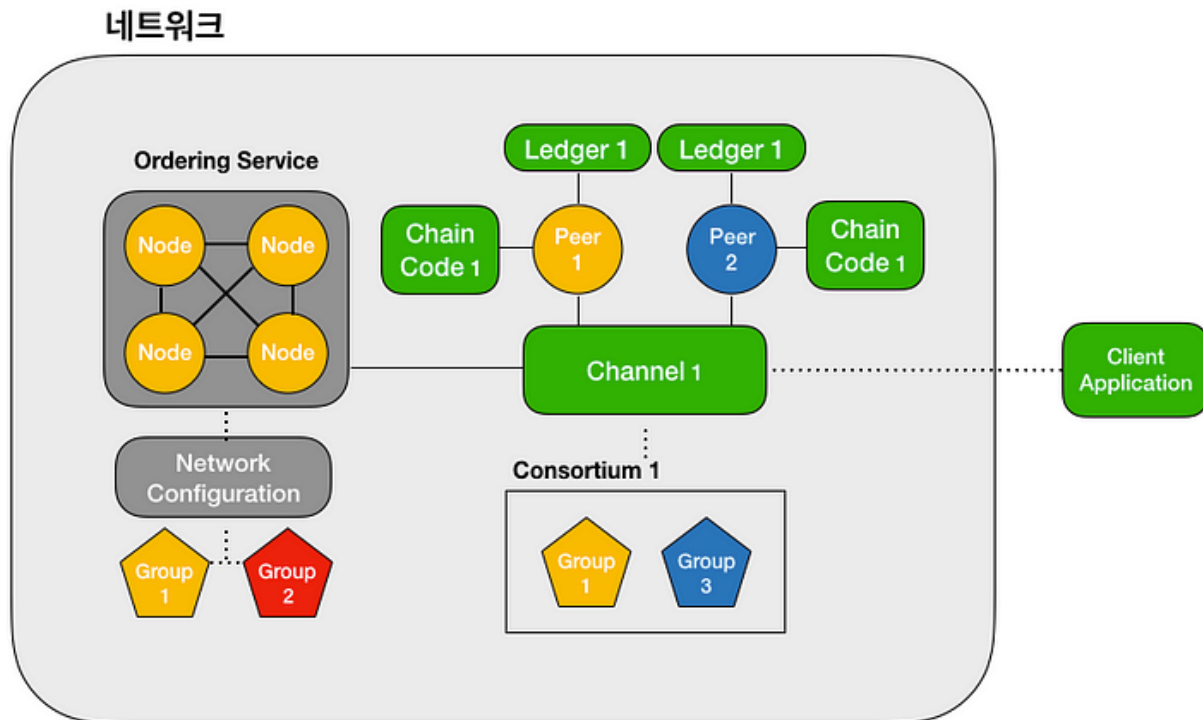 네트워크
Ordering Service
Node
Node
Node
Node
Network
Configuration
Group
1
Group
2
Ledger 1
Ledger 1
Chain
Code 1
Peer
1
Peer
2
Chain
Code 1
Channel 1
Consortium 1
Group
1
Group
3
Client
Application